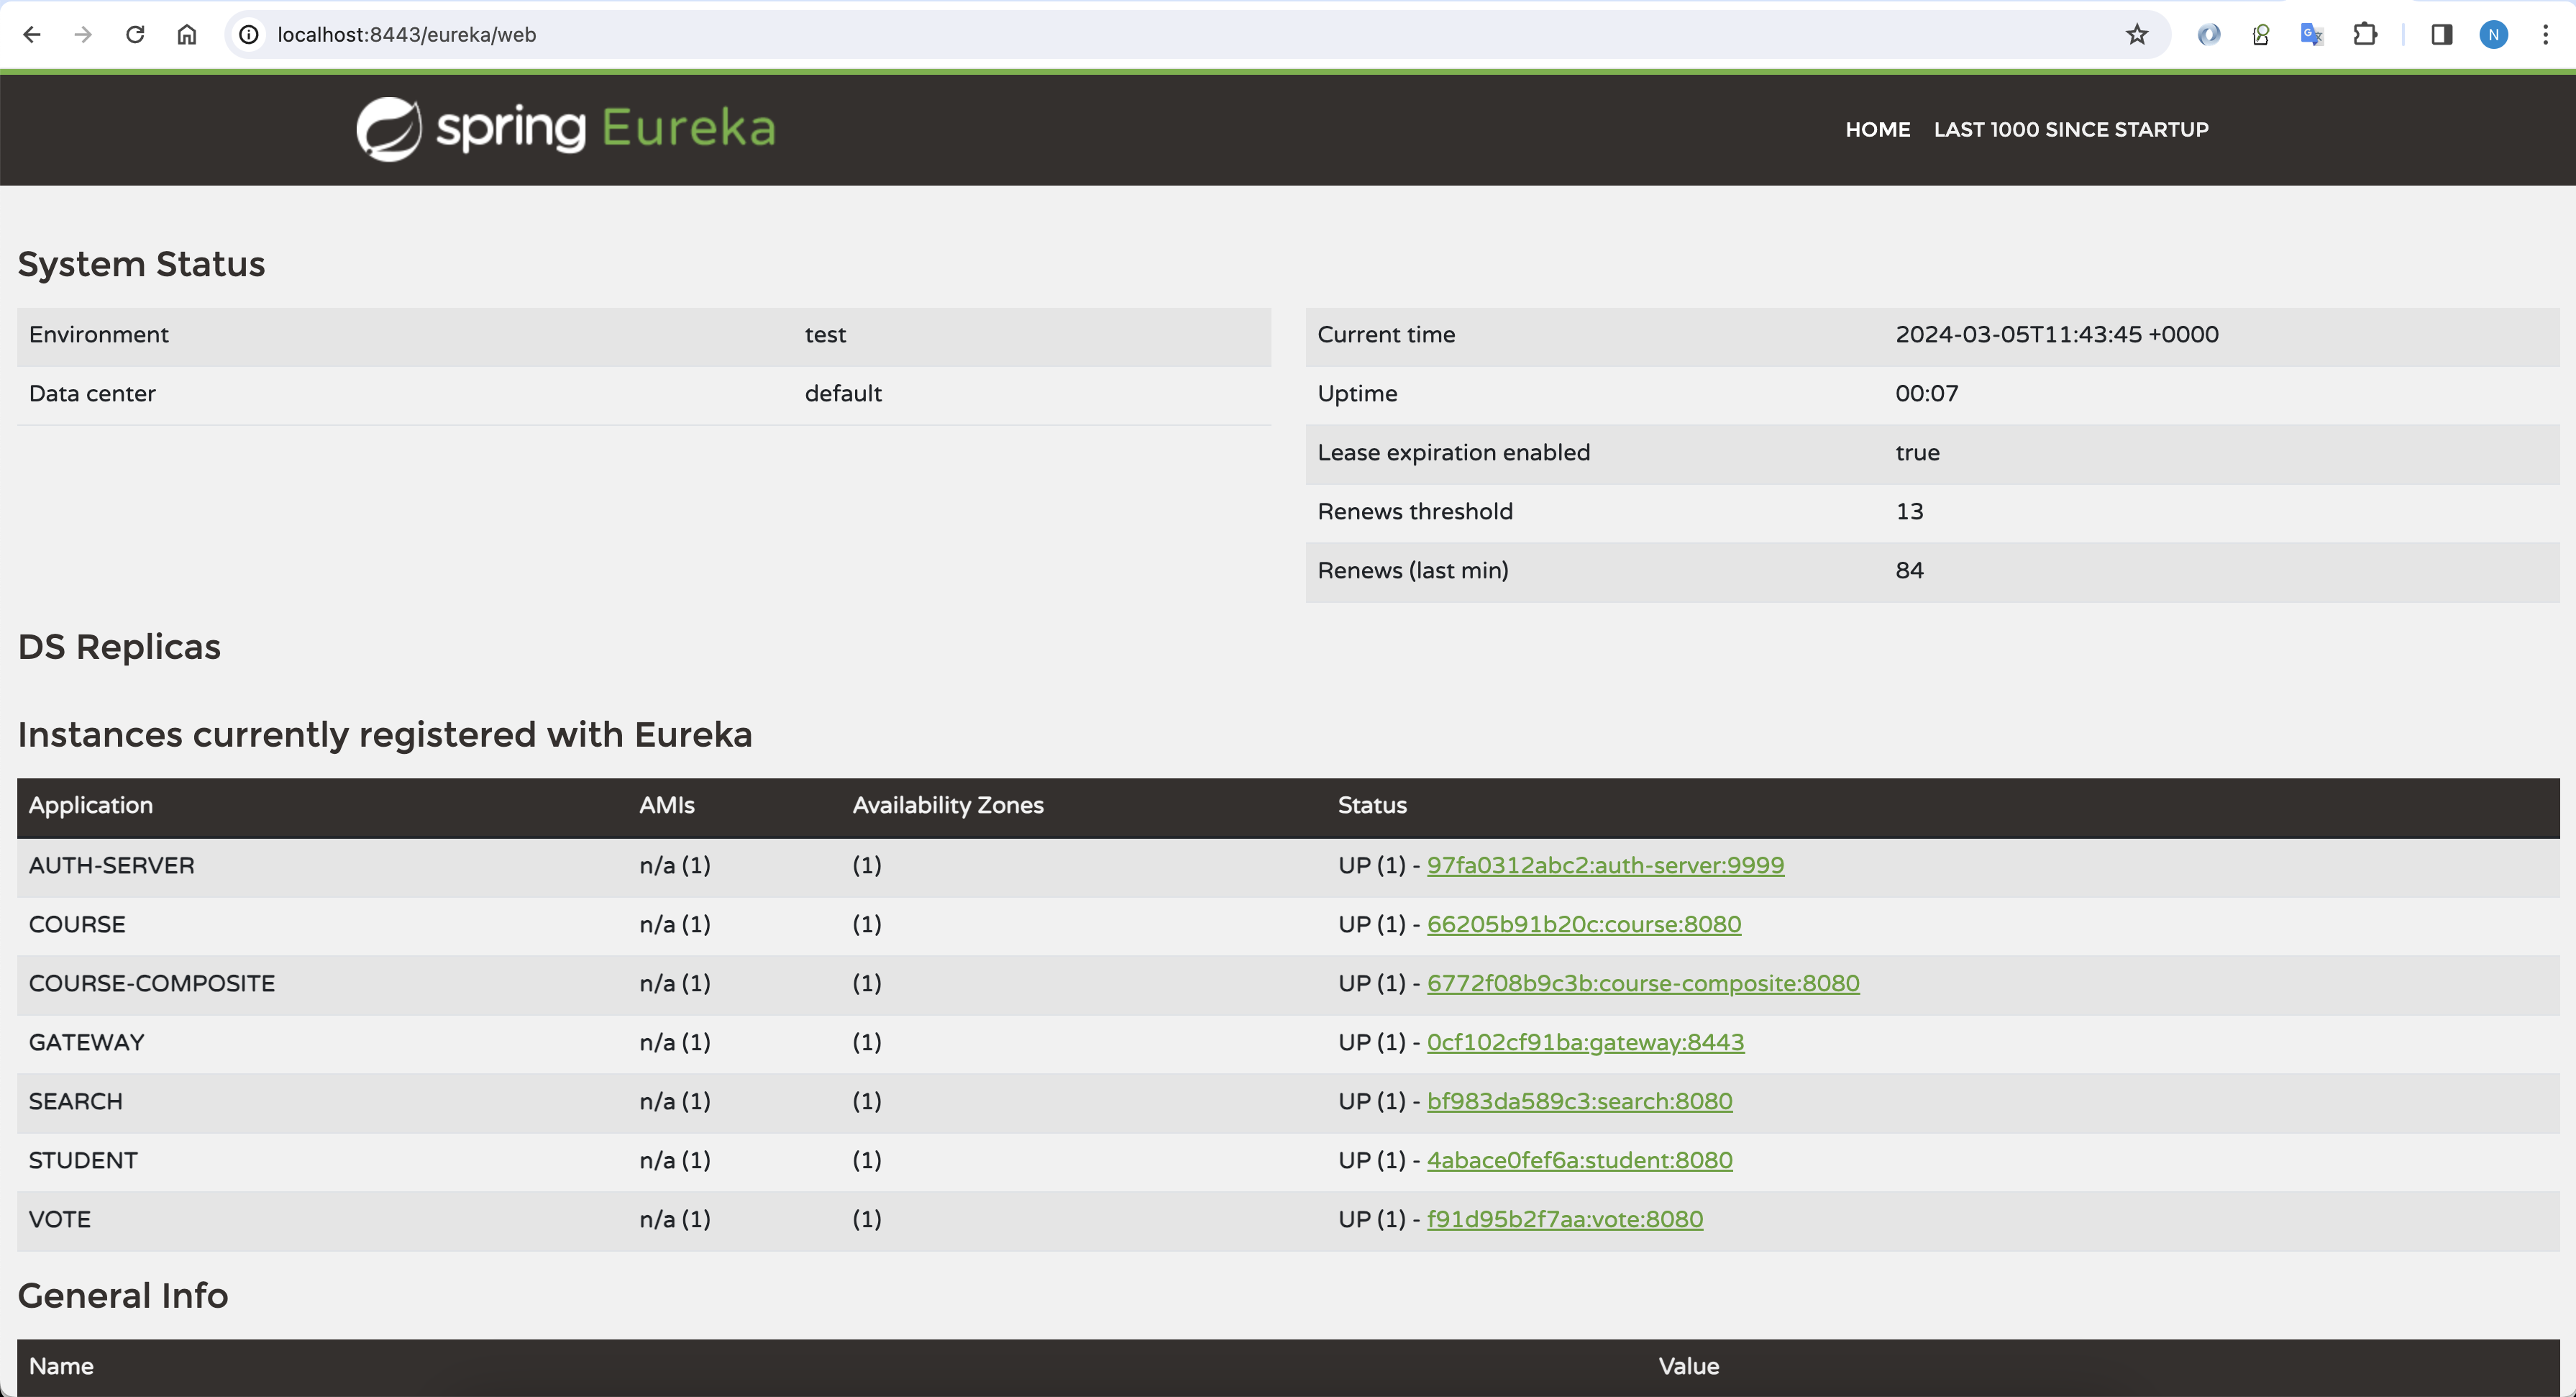 localhost:8443/eureka/web
N
spring Eureka
HOME LAST 1000 SINCE STARTUP
System Status
Environment test
Data center default
Current time 2024-03-05T11:43:45 +0000
Uptime 00:07
Lease expiration enabled true
Renews threshold 13
Renews (last min) 84
DS Replicas
Instances currently registered with Eureka
Application AMIs Availability Zones Status
AUTH-SERVER n/a (1) (1) UP (1) - 97fa0312abc2:auth-server:9999
COURSE n/a (1) (1) UP (1) - 66205b91b20c:course:8080
COURSE-COMPOSITE n/a (1) (1) UP (1) - 6772f08b9c3b:course-composite:8080
GATEWAY n/a (1) (1) UP (1) - 0cf102cf91ba:gateway:8443
SEARCH n/a (1) (1) UP (1) - bf983da589c3:search:8080
STUDENT n/a (1) (1) UP (1) - 4abace0fef6a:student:8080
VOTE n/a (1) (1) UP (1) - f91d95b2f7aa:vote:8080
General Info
Name Value